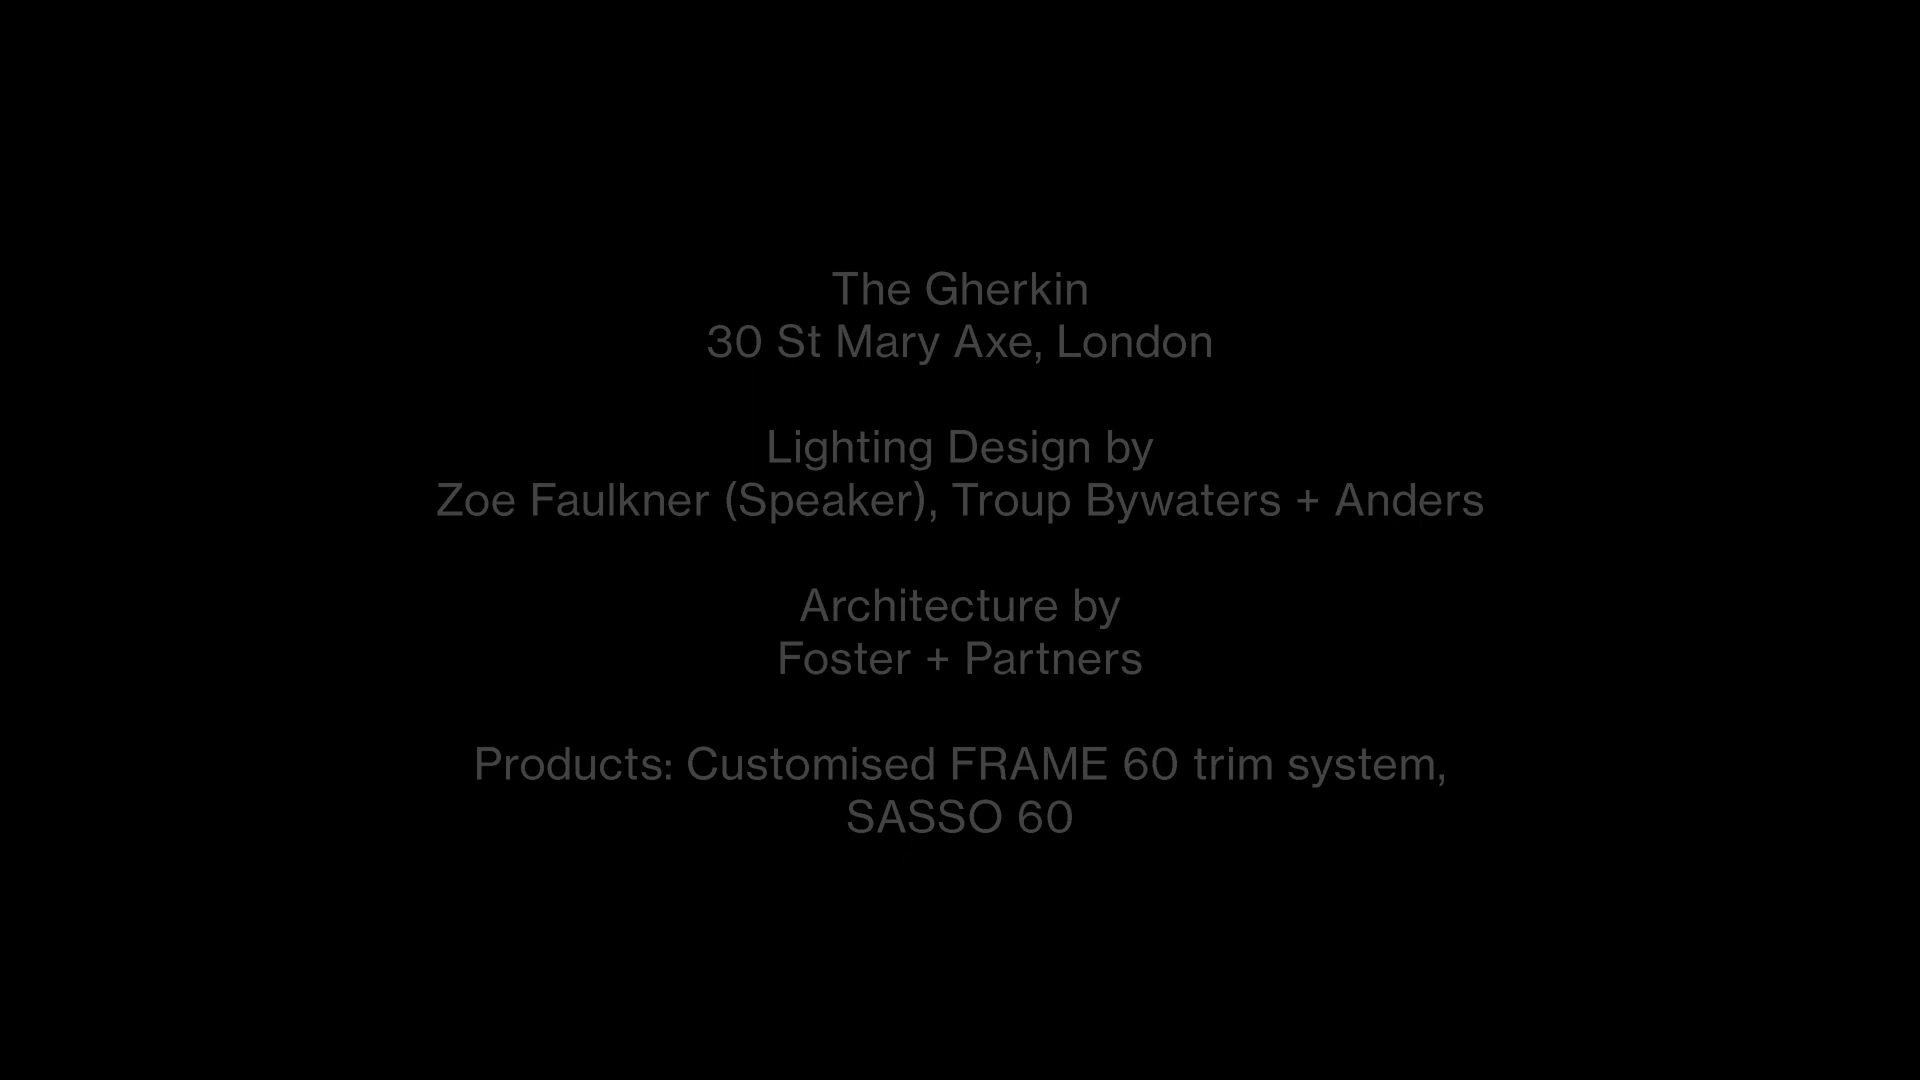 The Gherkin
30 St Mary Axe, London
Lighting Design by
Zoe Faulkner (Speaker), Troup Bywaters + Anders
Architecture by
Foster + Partners
Products: Customised FRAME 60 trim system,
SASSO 60